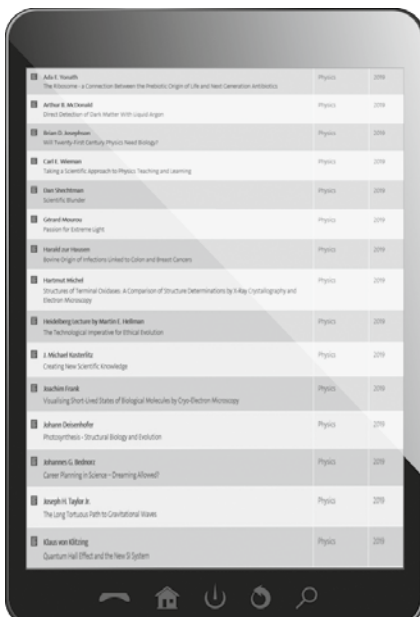 Ada E. Yonath
Physics
2019
The Ribosome - a Connection Between the Prebiotic Origin of Life and Next Generation Antibiotics
Arthur B. McDonald
Physics
2019
Direct Detection of Dark Matter With Liquid Argon
Brian D. Josephson
Physics
2019
Will Twenty-First Century Physics Need Biology?
Carl E. Wieman
Physics
2019
Taking a Scientific Approach to Physics Teaching and Learning
Dan Shechtman
Physics
2019
Scientific Blunder
Gérard Mourou
Physics
2019
Passion for Extreme Light
Harald zur Hausen
Physics
2019
Bovine Origin of Infections Linked to Colon and Breast Cancers
Hartmut Michel
Physics
2019
Structures of Terminal Oxidases: A Comparison of Structure Determinations by X-Ray Crystallography and
Electron Microscopy
Heidelberg Lecture by Martin E. Hellman
Physics
2019
The Technological Imperative for Ethical Evolution
J. Michael Kosterlitz
Physics
2019
Creating New Scientific Knowledge
Joachim Frank
Physics
2019
Visualising Short-Lived States of Biological Molecules by Cryo-Electron Microscopy
Johann Deisenhofer
Physics
2019
Photosynthesis - Structural Biology and Evolution
Johannes G. Bednorz
Physics
2019
Career Planning in Science – Dreaming Allowed?
Joseph H. Taylor Jr.
Physics
2019
The Long Tortuous Path to Gravitational Waves
Klaus von Klitzing
Physics
2019
Quantum Hall Effect and the New SI System